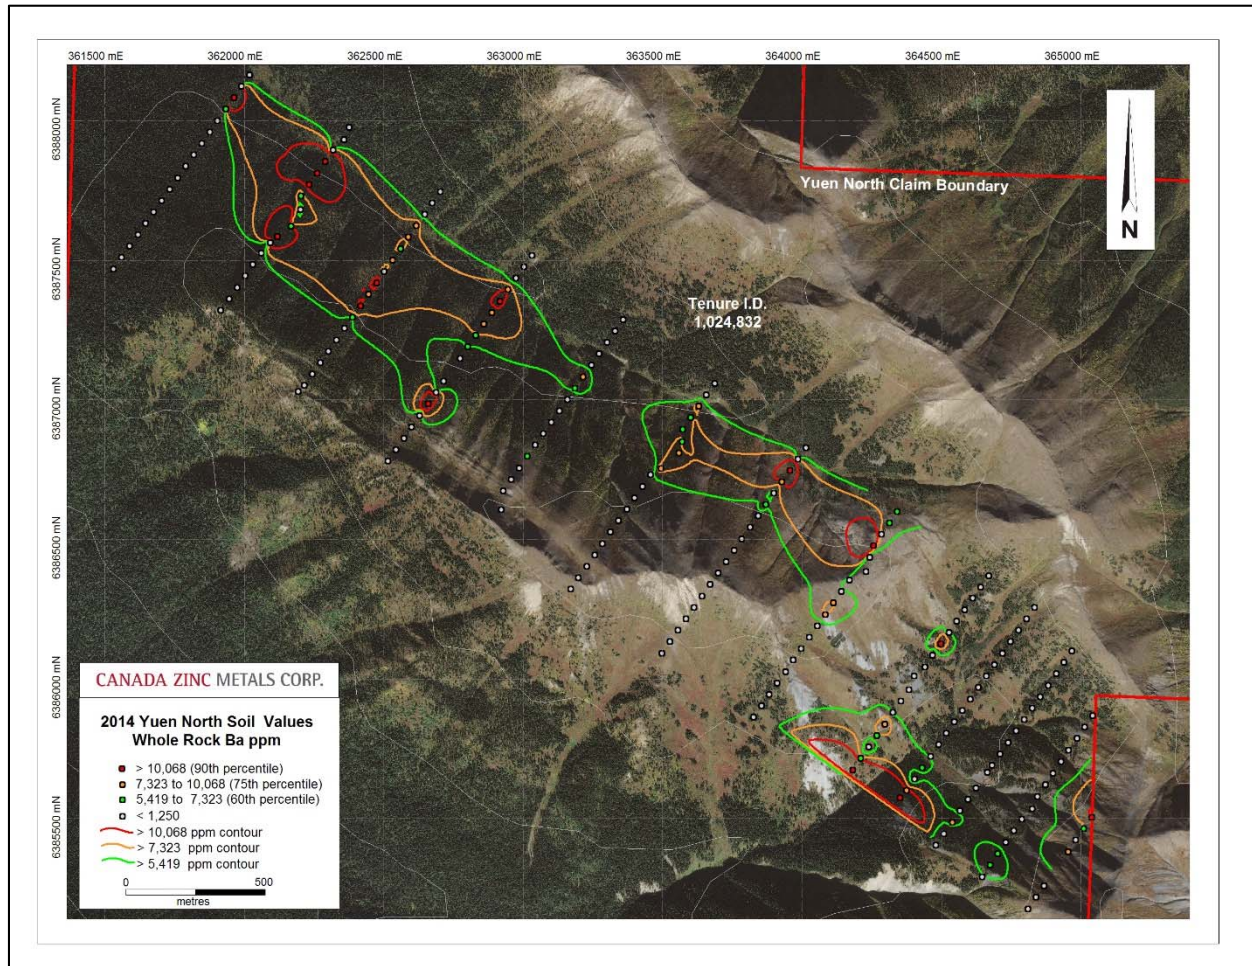 361500 mE 362000 mE 362500 mE 363000 mE 363500 mE 364000 mE 364500 mE 365000 mE
6388000 mN
6387500 mN
6387000 mN
6386500 mN
6386000 mN
6385500 mN
Yuen North Claim Boundary
N
Tenure I.D.
1,024,832
CANADA ZINC METALS CORP.
2014 Yuen North Soil Values
Whole Rock Ba ppm
> 10,068 (90th percentile)
7,323 to 10,068 (75th percentile)
5,419 to 7,323 (60th percentile)
< 1,250
> 10,068 ppm contour
> 7,323 ppm contour
> 5,419 ppm contour
0 500
metres